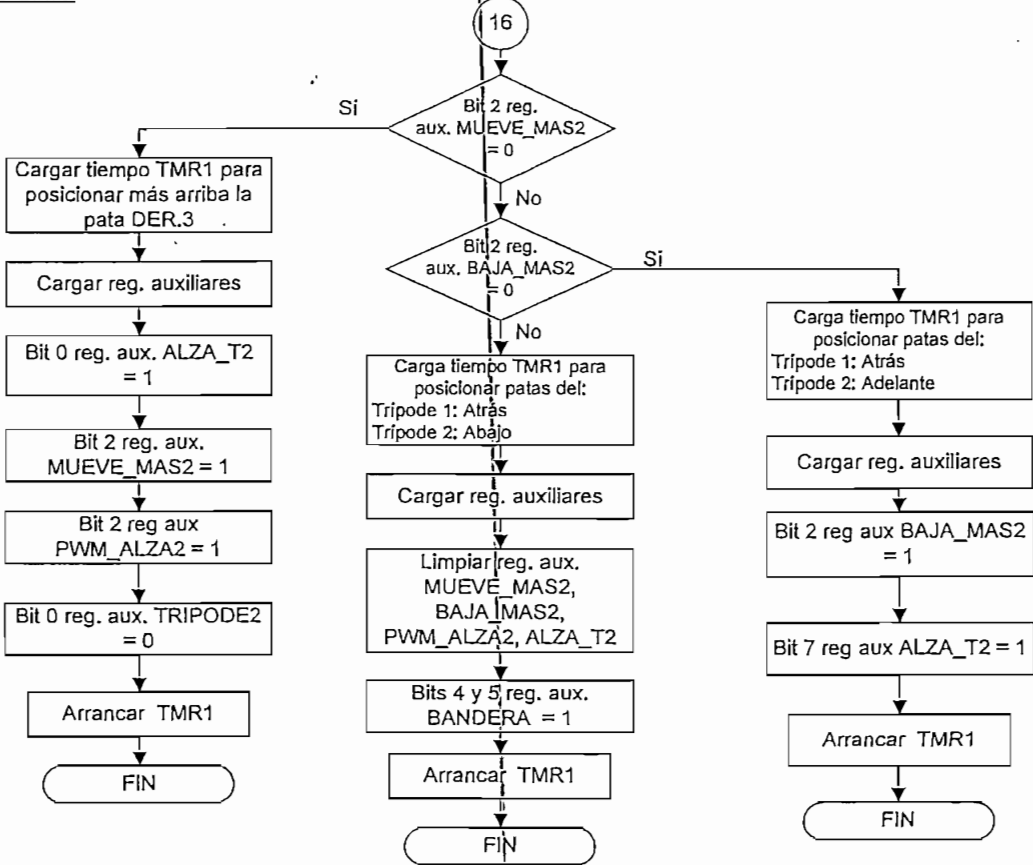 16
Bit 2 reg.
aux. MUEVE_MAS2
= 0
Si
No
Cargar tiempo TMR1 para
posicionar más arriba la
pata DER.3
Cargar reg. auxiliares
Bit 0 reg. aux. ALZA_T2
= 1
Bit 2 reg. aux.
MUEVE_MAS2 = 1
Bit 2 reg aux
PWM_ALZA2 = 1
Bit 0 reg. aux. TRIPODE2
= 0
Arrancar TMR1
FIN
Bit 2 reg.
aux. BAJA_MAS2
= 0
Si
No
Carga tiempo TMR1 para
posicionar patas del:
Tripode 1: Atrás
Tripode 2: Abajo
Cargar reg. auxiliares
Limpiar reg. aux.
MUEVE_MAS2,
BAJA_MAS2,
PWM_ALZA2, ALZA_T2
Bits 4 y 5 reg. aux.
BANDERA = 1
Arrancar TMR1
FIN
Carga tiempo TMR1 para
posicionar patas del:
Tripode 1: Atrás
Tripode 2: Adelante
Cargar reg. auxiliares
Bit 2 reg aux BAJA_MAS2
= 1
Bit 7 reg aux ALZA_T2 = 1
Arrancar TMR1
FIN